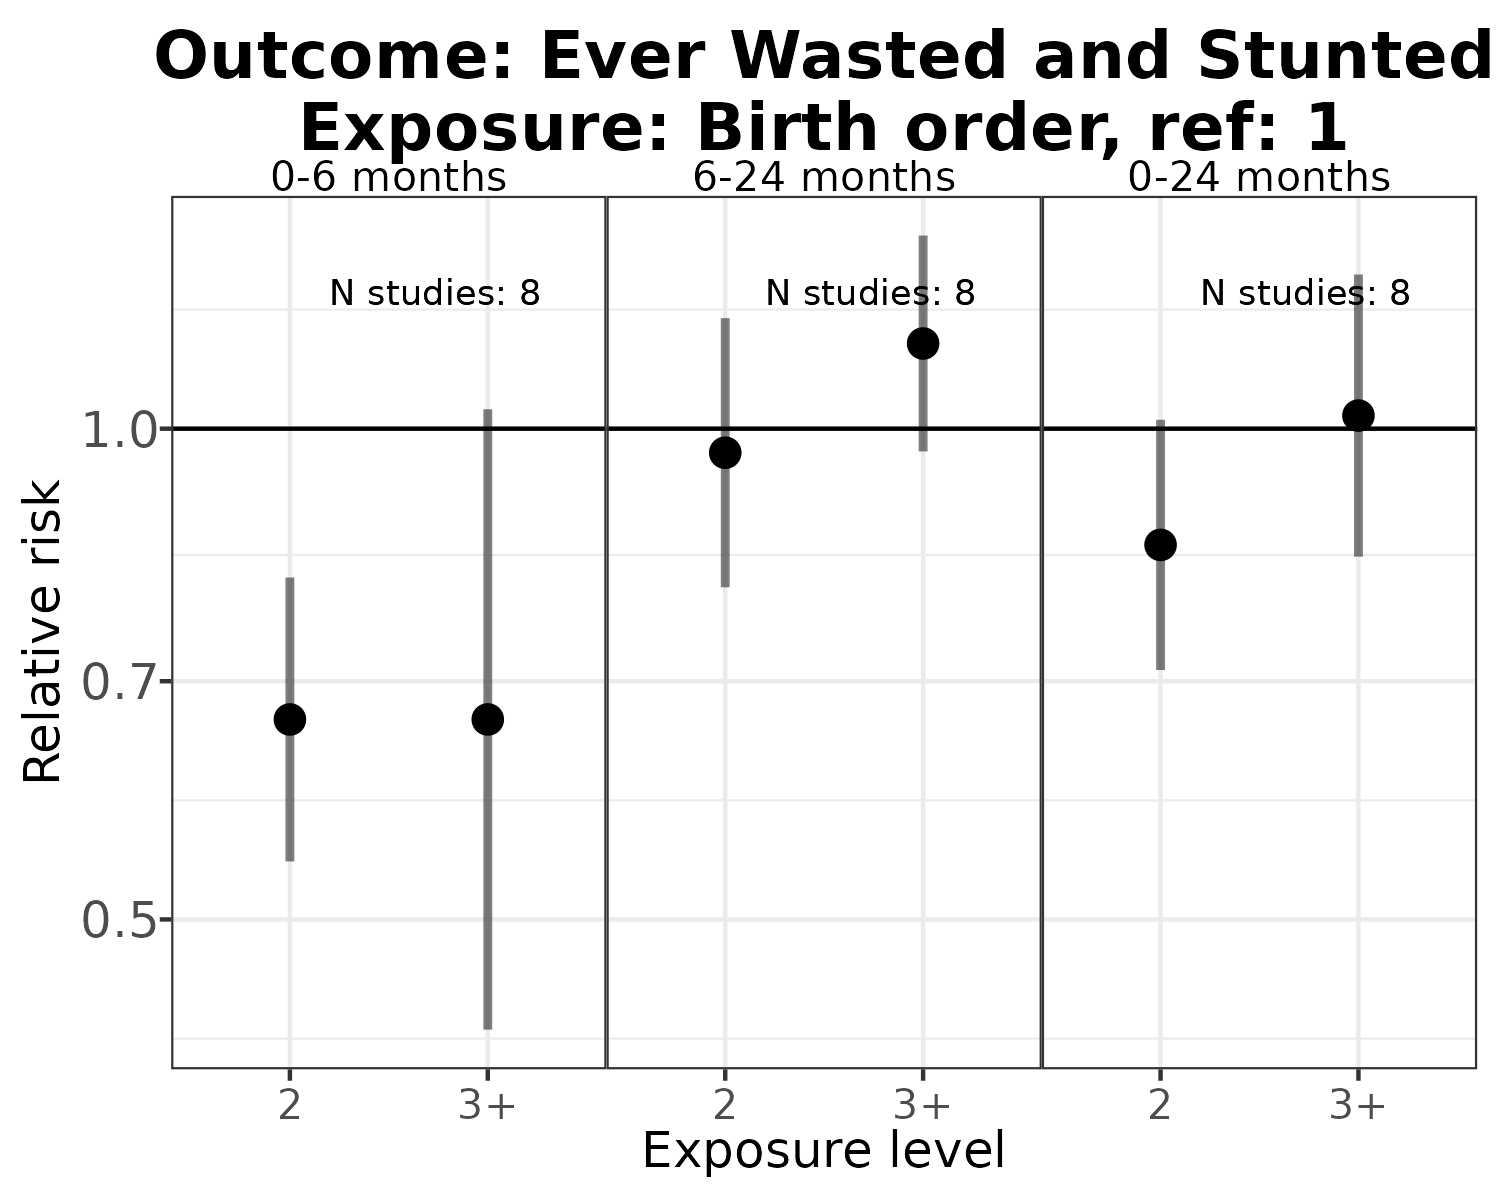 Outcome: Ever Wasted and Stunted
Exposure: Birth order, ref: 1
0-6 months
6-24 months
0-24 months
N studies: 8
N studies: 8
N studies: 8
1.0
0.7
0.5
Relative risk
2
3+
2
3+
2
3+
Exposure level